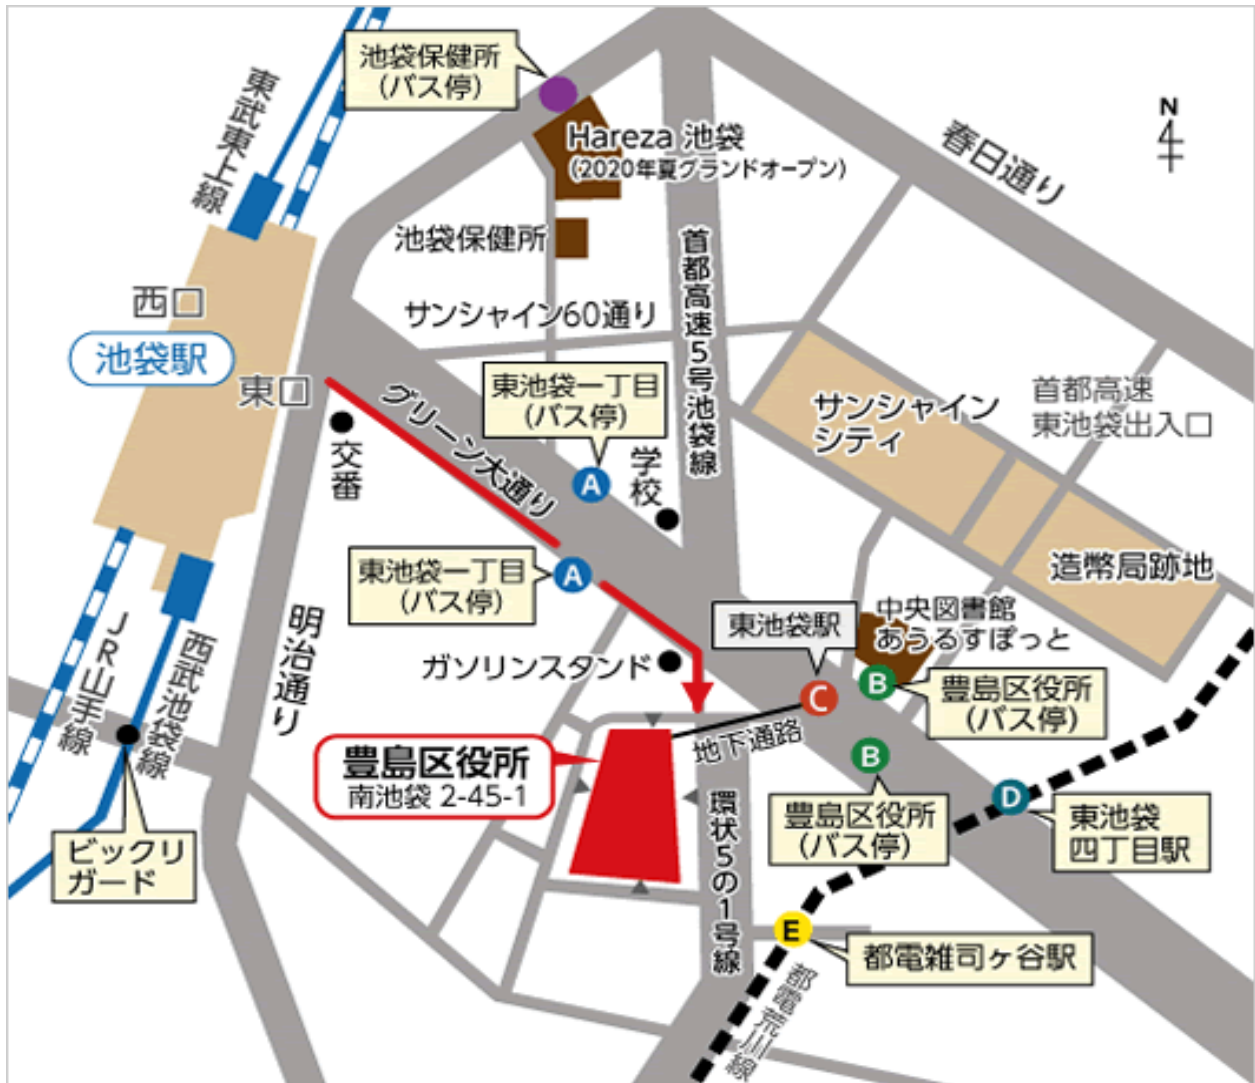 池袋保健所
(バス停)
N
4
東武東上線
Hareza 池袋
(2020年夏グランドオープン)
春日通り
池袋保健所
首都高速5号池袋線
西口
サンシャイン60通り
池袋駅
東口
東池袋一丁目
(バス停)
グリーン大通り
サンシャイン
シティ
首都高速
東池袋出入口
交番
A
学校
東池袋一丁目
(バス停)
A
造幣局跡地
東池袋駅
中央図書館
あうるすぽっと
明治通り
JR山手線
西武池袋線
ガソリンスタンド
C
B
豊島区役所
(バス停)
地下通路
豊島区役所
南池袋 2-45-1
B
豊島区役所
(バス停)
D
東池袋
四丁目駅
環状5の1号線
ビックリ
ガード
E
都電雑司ヶ谷駅
都電荒川線